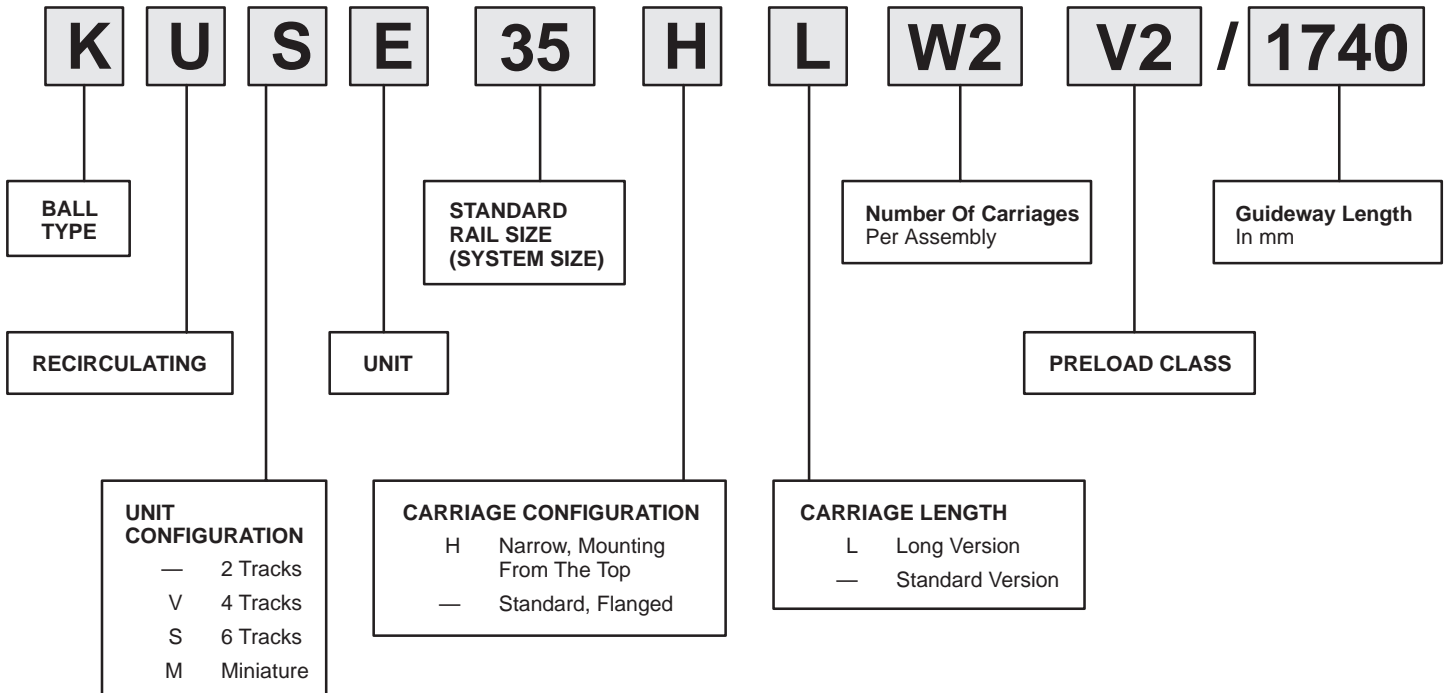 K U S E 35 H L W2 V2 / 1740
BALL
TYPE
STANDARD
RAIL SIZE
(SYSTEM SIZE)
Number Of Carriages
Per Assembly
Guideway Length
In mm
RECIRCULATING
UNIT
PRELOAD CLASS
UNIT
CONFIGURATION
— 2 Tracks
V 4 Tracks
S 6 Tracks
M Miniature
CARRIAGE CONFIGURATION
H Narrow, Mounting
From The Top
— Standard, Flanged
CARRIAGE LENGTH
L Long Version
— Standard Version